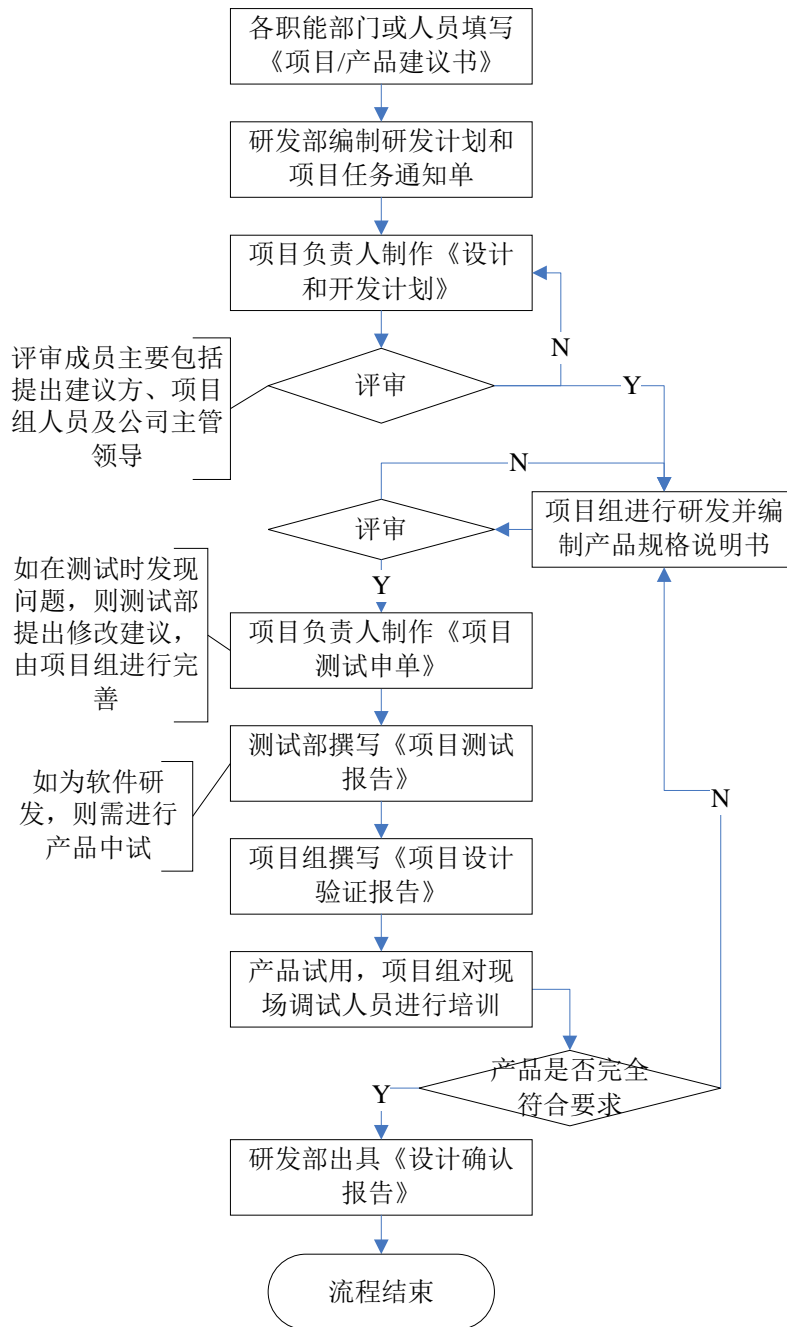 各职能部门或人员填写
《项目/产品建议书》
研发部编制研发计划和
项目任务通知单
项目负责人制作《设计
和开发计划》
N
评审成员主要包括
提出建议方、项目
组人员及公司主管
领导
评审
Y
N
评审
项目组进行研发并编
制产品规格说明书
Y
如在测试时发现
问题，则测试部
提出修改建议，
由项目组进行完
善
项目负责人制作《项目
测试申单》
测试部撰写《项目测试
报告》
如为软件研
发，则需进行
产品中试
N
项目组撰写《项目设计
验证报告》
产品试用，项目组对现
场调试人员进行培训
产品是否完全
符合要求
Y
研发部出具《设计确认
报告》
流程结束